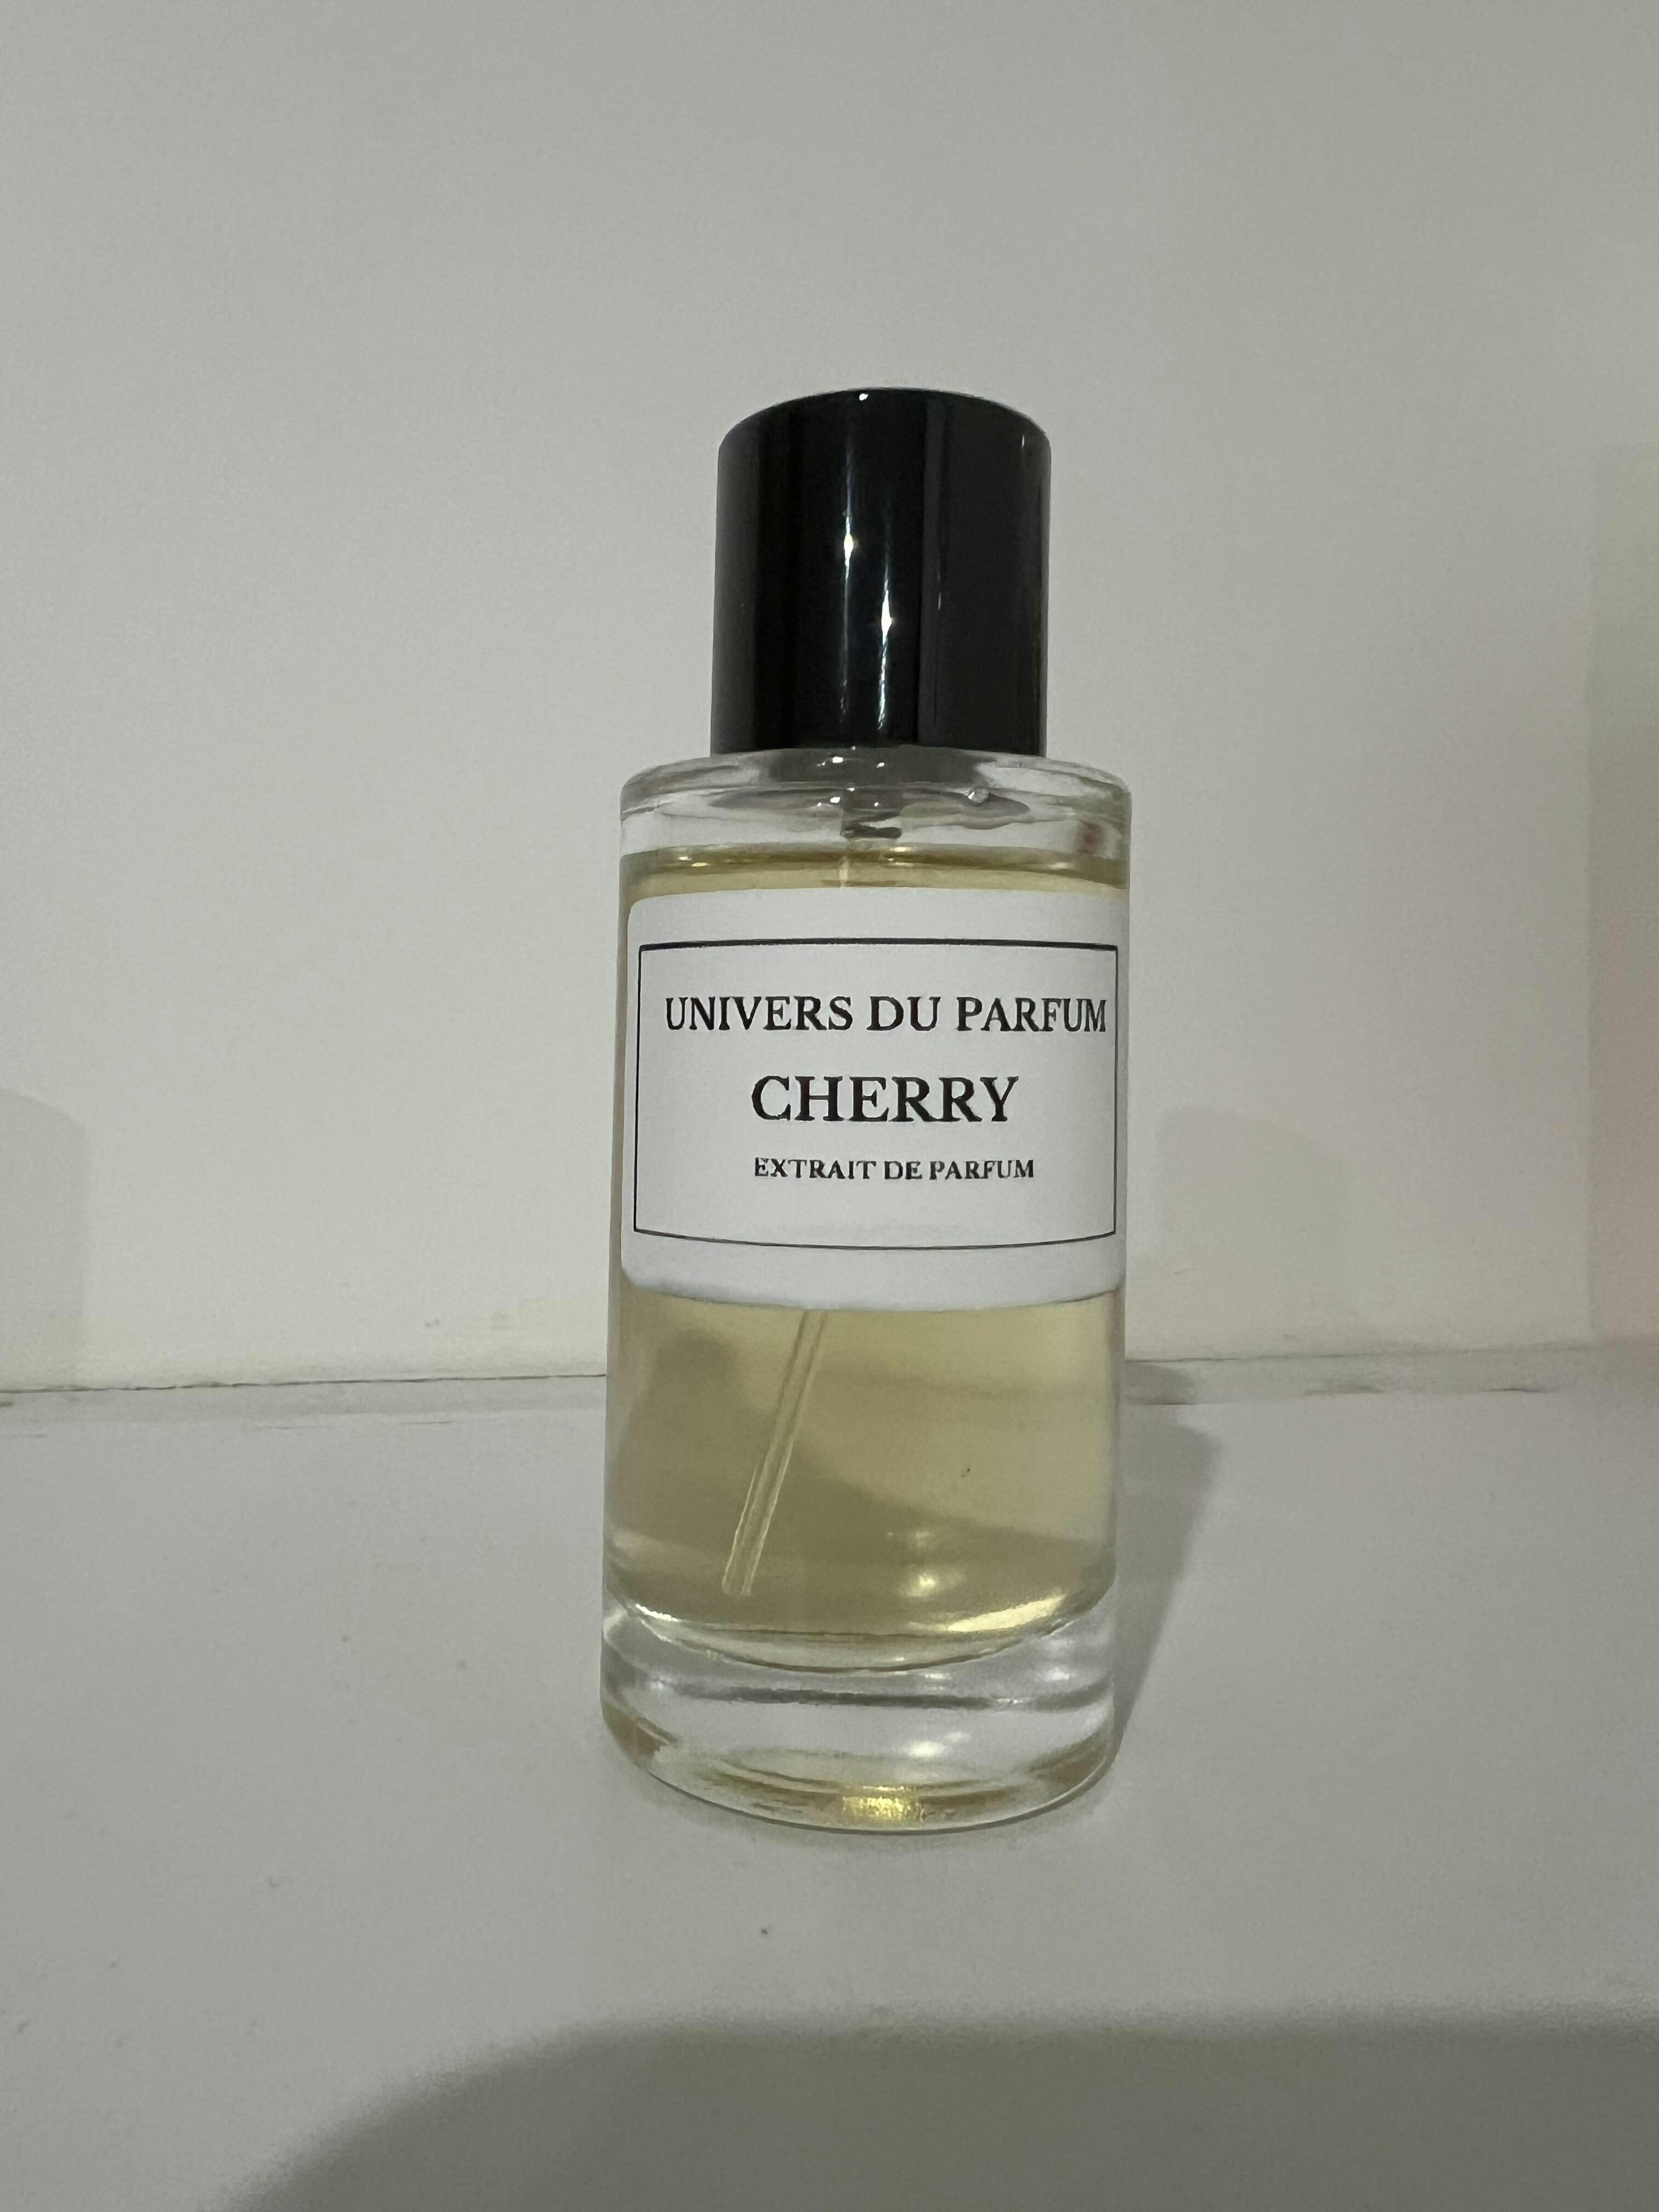 UNIVERS DU PARFUM
CHERRY
EXTRAIT DE PARFUM